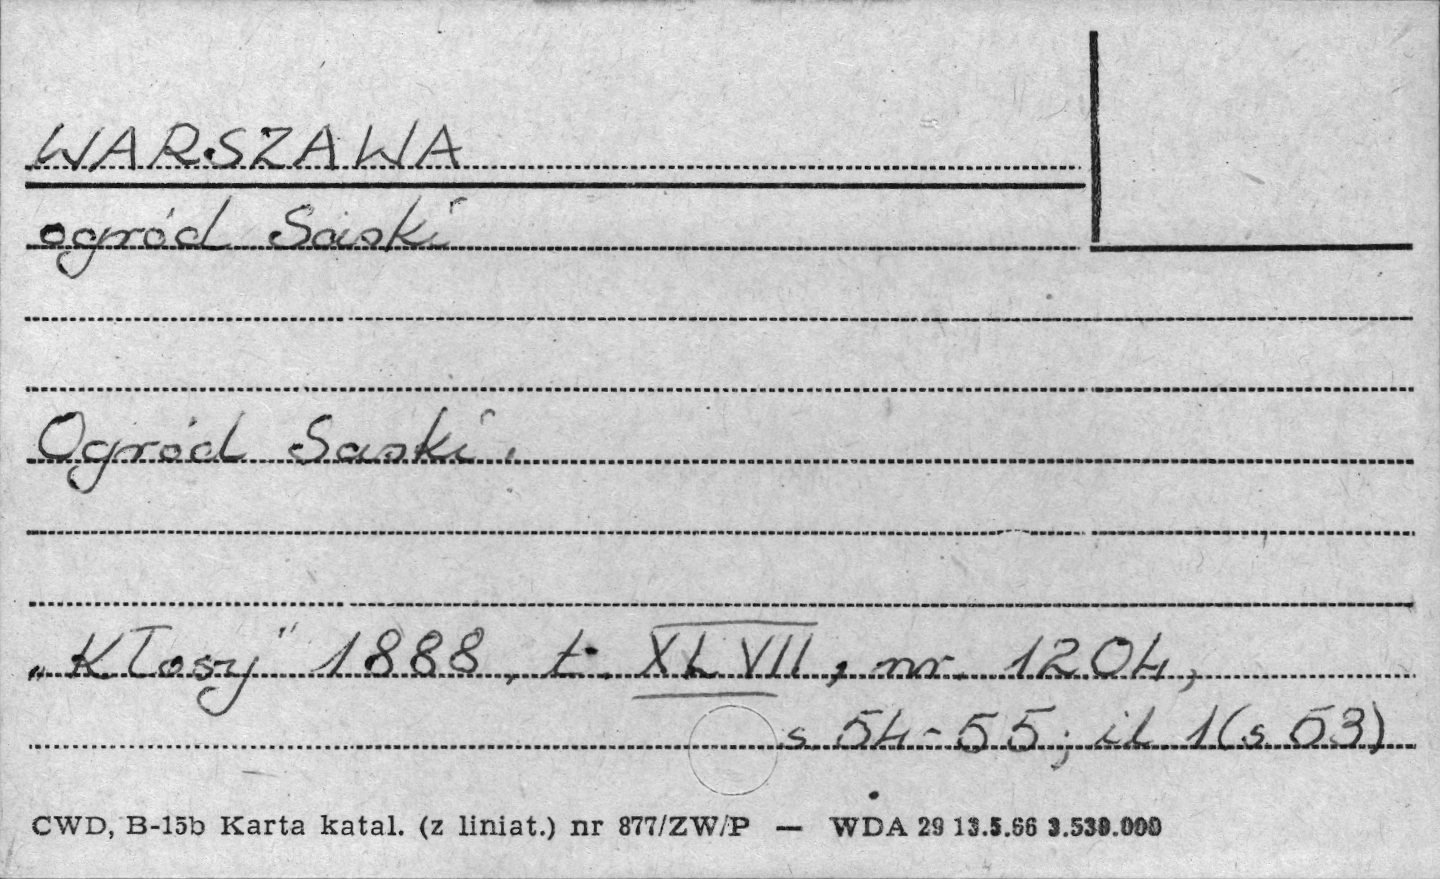 WARSZAWA
ogród Saski
Ogród Saski.
„Kłosy" 1888, t. XLVII, nr. 1204,
s. 54-55; il. 1(s. 53)
CWD, B-15b Karta katal. (z liniat.) nr 877/ZW/P — WDA 29 13.5.66 3.530.000